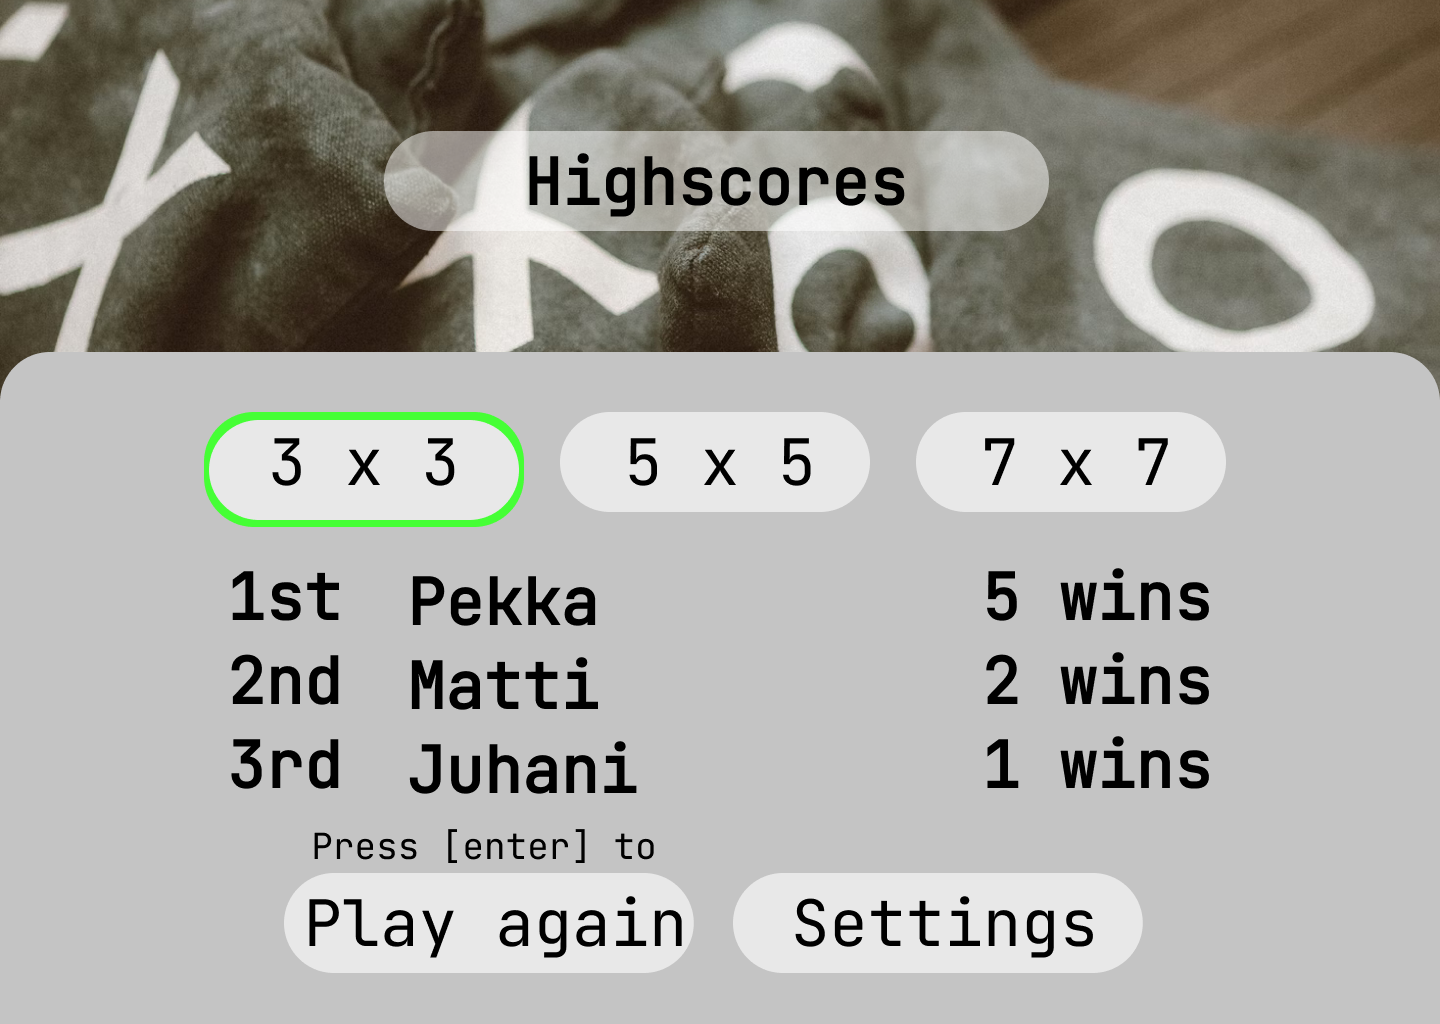 Highscores
3 x 3 5 x 5 7 x 7
1st Pekka 5 wins
2nd Matti 2 wins
3rd Juhani 1 wins
Press [enter] to
Play again Settings